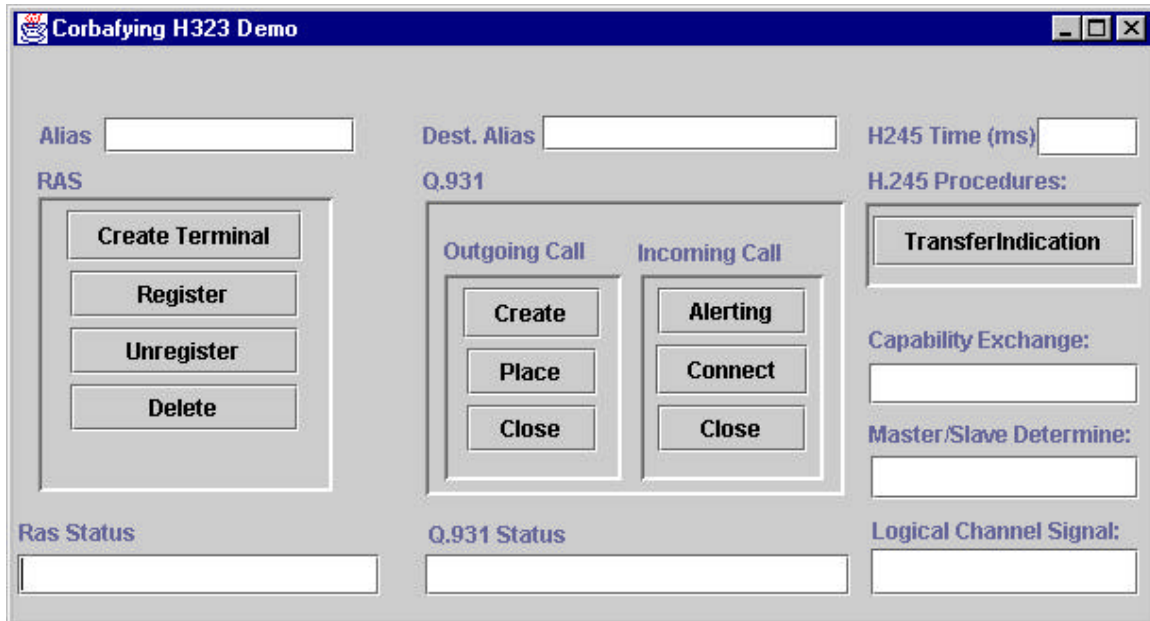 Corbafying H323 Demo
Alias
Dest. Alias
H245 Time (ms)
RAS
Q.931
H.245 Procedures:
Create Terminal
Register
Unregister
Delete
Outgoing Call
Create
Place
Close
Incoming Call
Alerting
Connect
Close
TransferIndication
Capability Exchange:
Master/Slave Determine:
Ras Status
Q.931 Status
Logical Channel Signal: